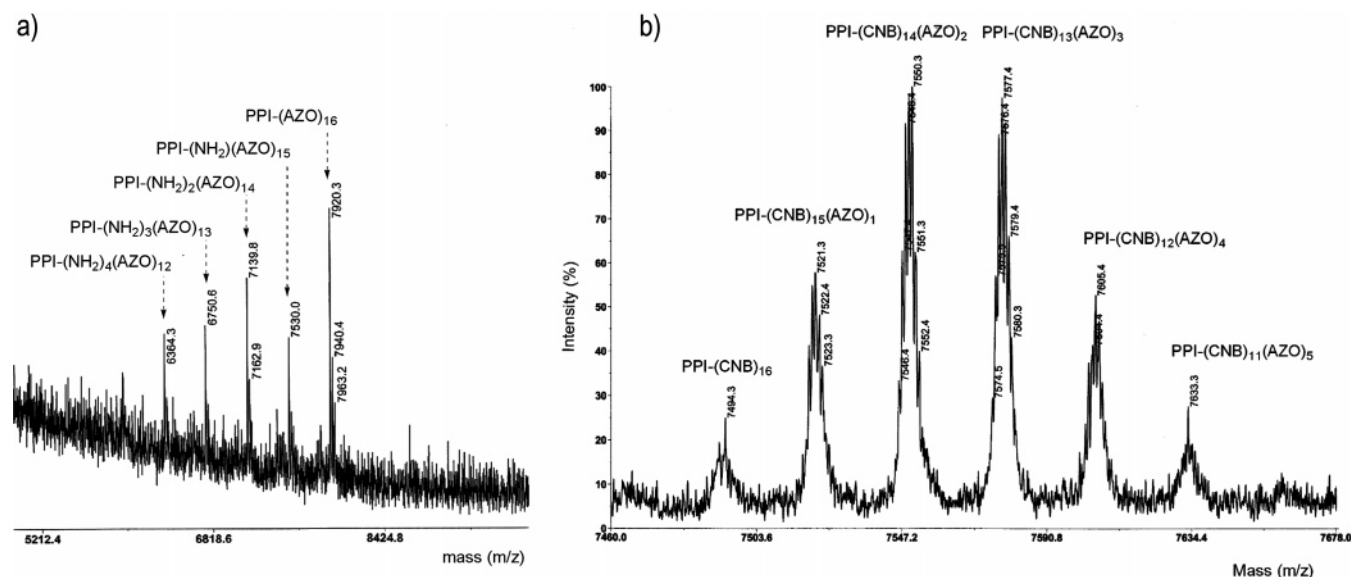 a)
PPI-(AZO)16
PPI-(NH2)(AZO)15
PPI-(NH2)2(AZO)14
PPI-(NH2)3(AZO)13
PPI-(NH2)4(AZO)12
6364.3
6750.6
7139.8
7162.9
7530.0
7920.3
7940.4
7963.2
5212.4 6818.6 8424.8
mass (m/z)
b)
PPI-(CNB)14(AZO)2 PPI-(CNB)13(AZO)3
PPI-(CNB)15(AZO)1
PPI-(CNB)12(AZO)4
PPI-(CNB)16
PPI-(CNB)11(AZO)5
Intensity (%)
100
90
80
70
60
50
40
30
20
10
0
7494.3
7521.3
7522.4
7523.3
7546.4
7550.3
7551.3
7552.4
7574.5
7577.4
7576.4
7579.4
7580.3
7605.4
7633.3
7460.0 7503.6 7547.2 7590.8 7634.4 7678.0
Mass (m/z)